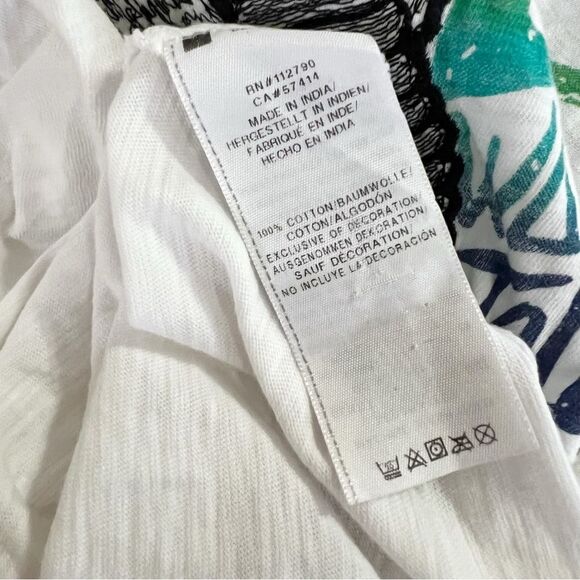 RN#112790
CA#57414
MADE IN INDIA/
HERGESTELLT IN INDIEN/
FABRIQUÉ EN INDE/
HECHO EN INDIA
100% COTTON/BAUMWOLLE/
COTON/ALGODÓN
EXCLUSIVE OF DECORATION/
AUSGENOMMEN DEKORATION/
SAUF DÉCORATION/
NO INCLUYE LA DECORACIÓN